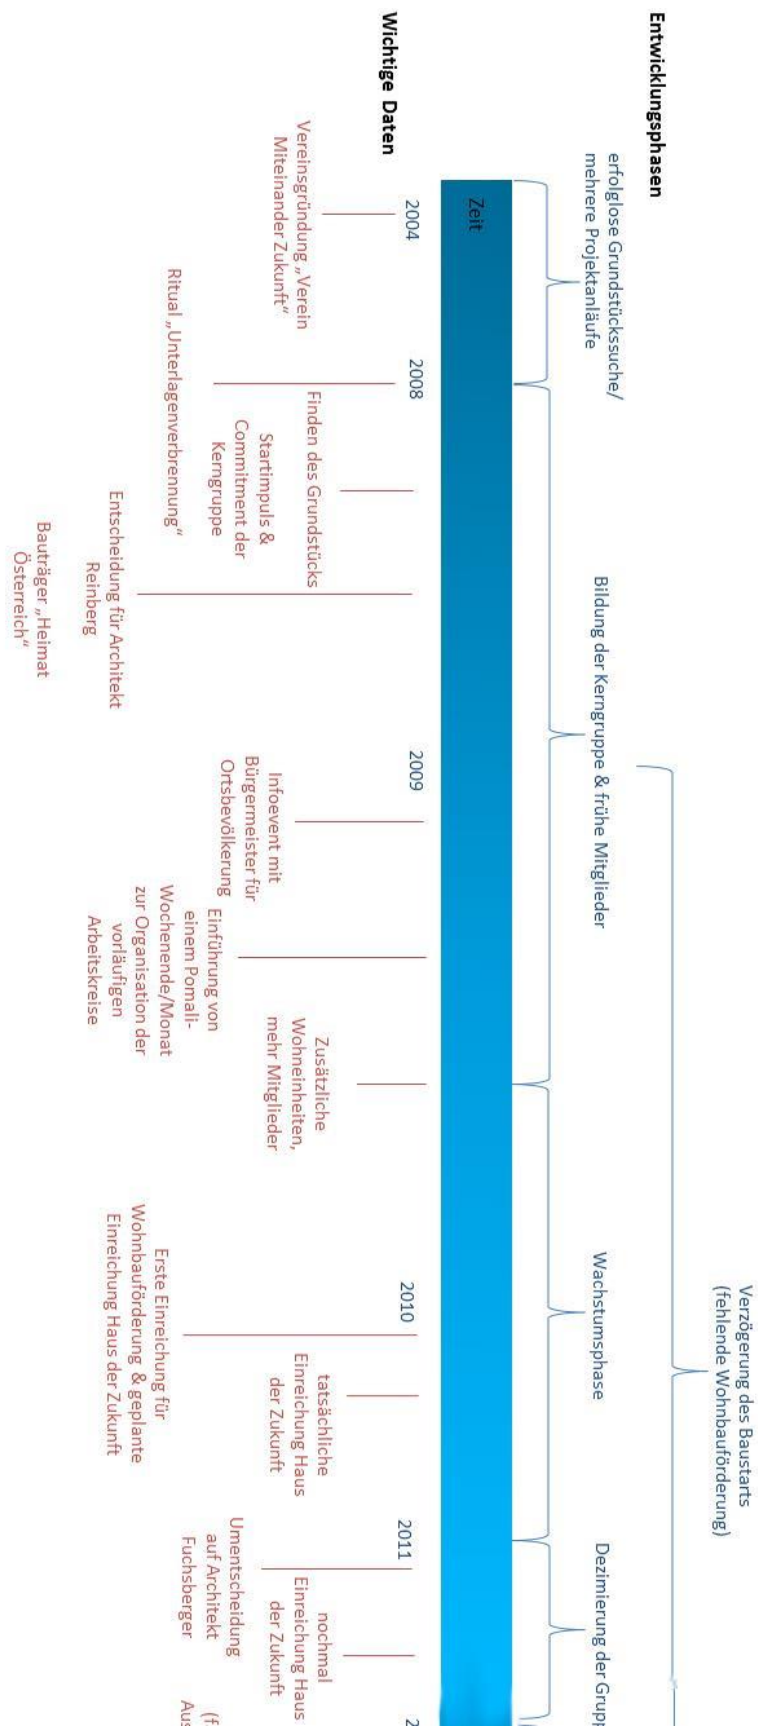 Entwicklungsphasen
erfolglose Grundstückssuche/
mehrere Projektanläufe
Bildung der Kerngruppe & frühe Mitglieder
Verzögerung des Baustarts
(fehlende Wohnbauförderung)
Wachstumsphase
Dezimierung der Grupp
Zeit
Wichtige Daten
2004
Vereinsgründung „Verein
Miteinander Zukunft“
2008
Ritual „Unterlagenverbrennung“
Finden des Grundstücks
Startimpuls &
Commitment der
Kerngruppe
Entscheidung für Architekt
Reinberg
Bauträger „Heimat
Österreich“
2009
Infoevent mit
Bürgermeister für
Ortsbevölkerung
Einführung von
einem Pomali-
Wochenende/Monat
zur Organisation der
vorläufigen
Arbeitskreise
Zusätzliche
Wohneinheiten,
mehr Mitglieder
2010
Erste Einreichung für
Wohnbauförderung & geplante
Einreichung Haus der Zukunft
tatsächliche
Einreichung Haus
der Zukunft
2011
Umentscheidung
auf Architekt
Fuchsberger
nochmal
Einreichung Haus
der Zukunft
2
(f
Aus